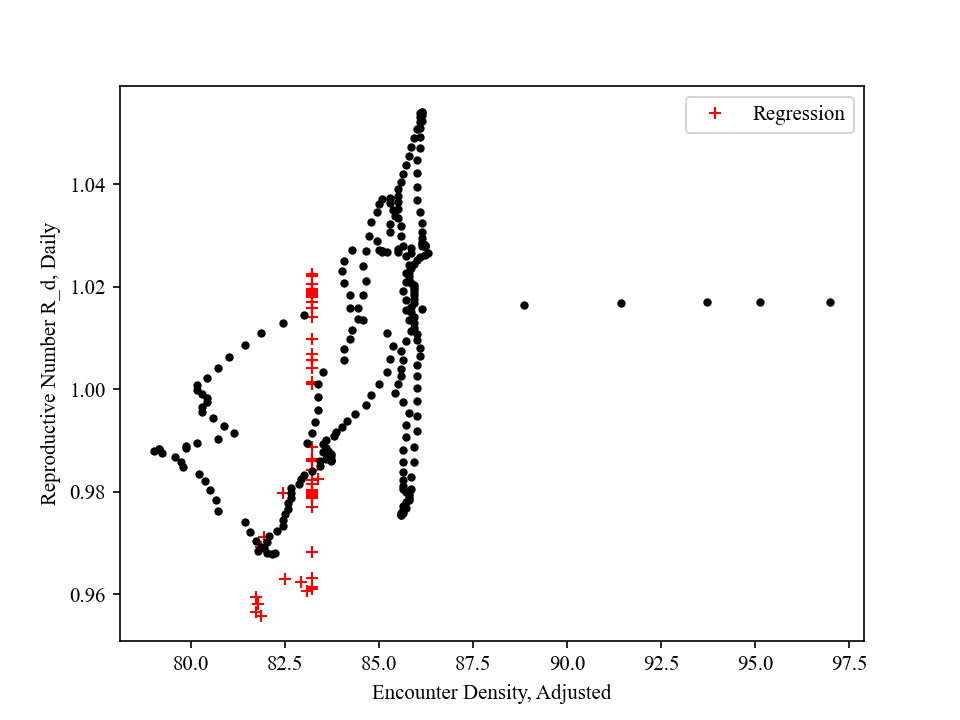 Regression
1.04
1.02
1.00
0.98
0.96
Reproductive Number R_d, Daily
80.0 82.5 85.0 87.5 90.0 92.5 95.0 97.5
Encounter Density, Adjusted